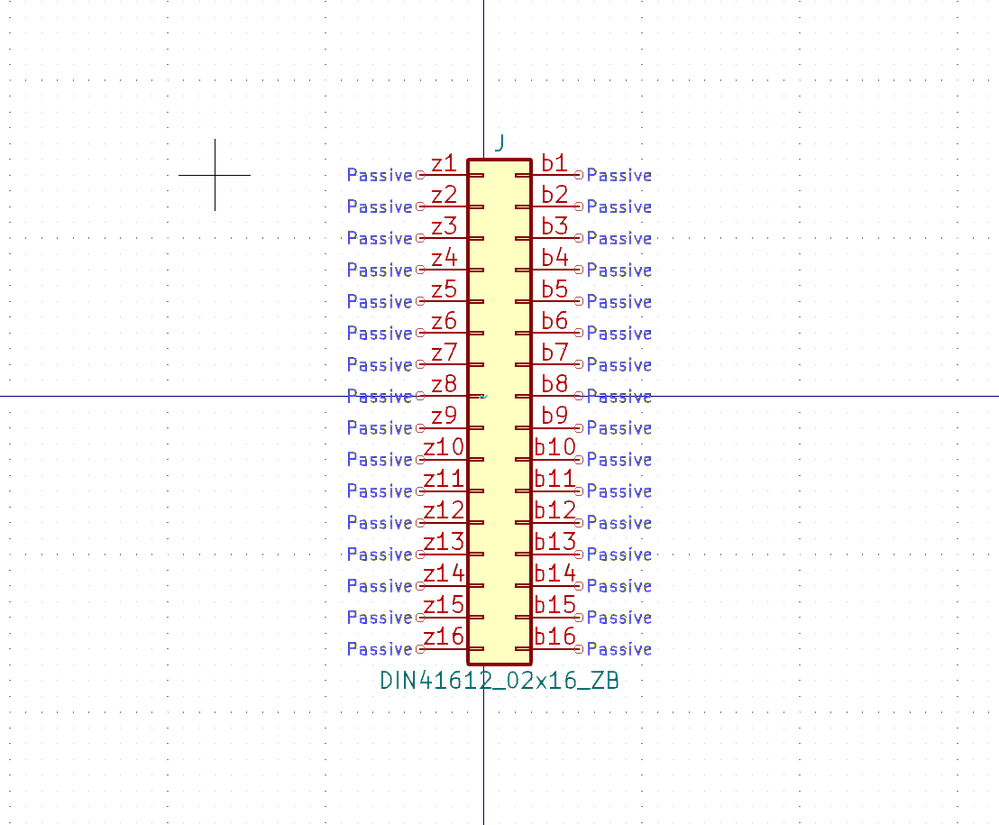 J
Passive z1 b1 Passive
Passive z2 b2 Passive
Passive z3 b3 Passive
Passive z4 b4 Passive
Passive z5 b5 Passive
Passive z6 b6 Passive
Passive z7 b7 Passive
Passive z8 b8 Passive
Passive z9 b9 Passive
Passive z10 b10 Passive
Passive z11 b11 Passive
Passive z12 b12 Passive
Passive z13 b13 Passive
Passive z14 b14 Passive
Passive z15 b15 Passive
Passive z16 b16 Passive
DIN41612_02x16_ZB